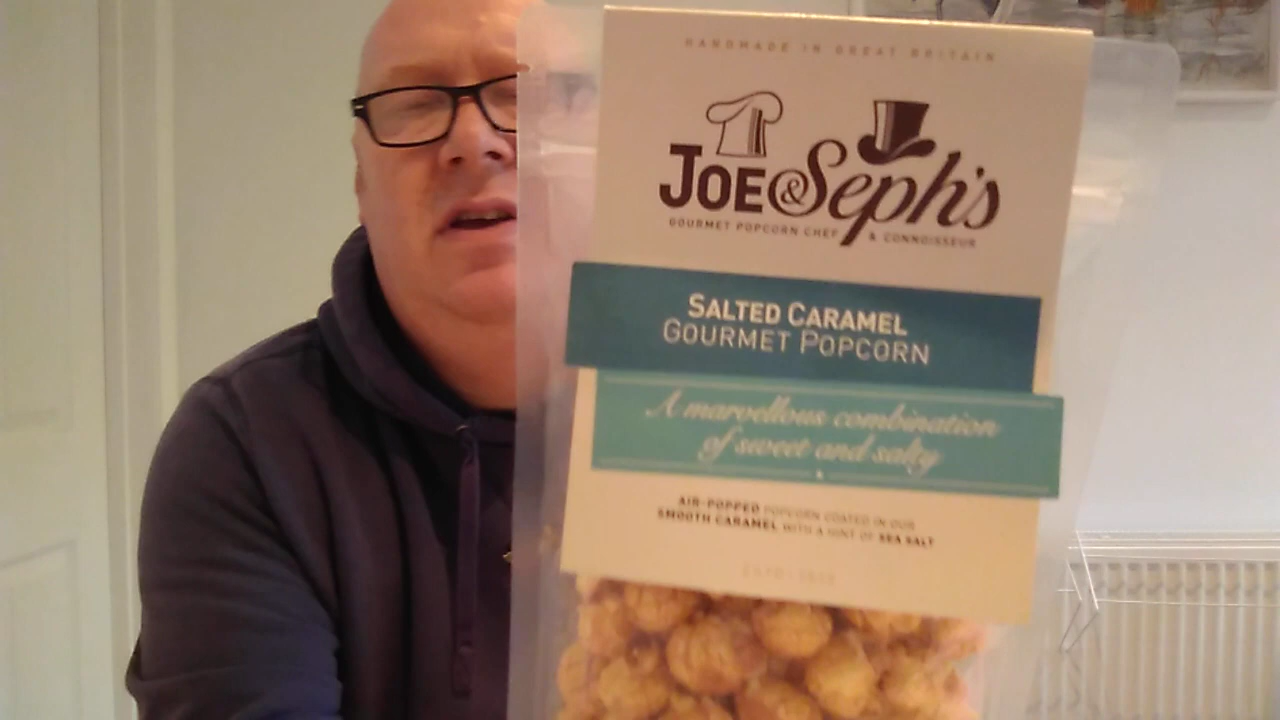 HANDMADE IN GREAT BRITAIN
JOE & Seph's
GOURMET POPCORN CHEF & CONNOISSEUR
SALTED CARAMEL
GOURMET POPCORN
A marvellous combination
of sweet and salty
AIR-POPPED POPCORN COATED IN OUR
SMOOTH CARAMEL WITH A HINT OF SEA SALT